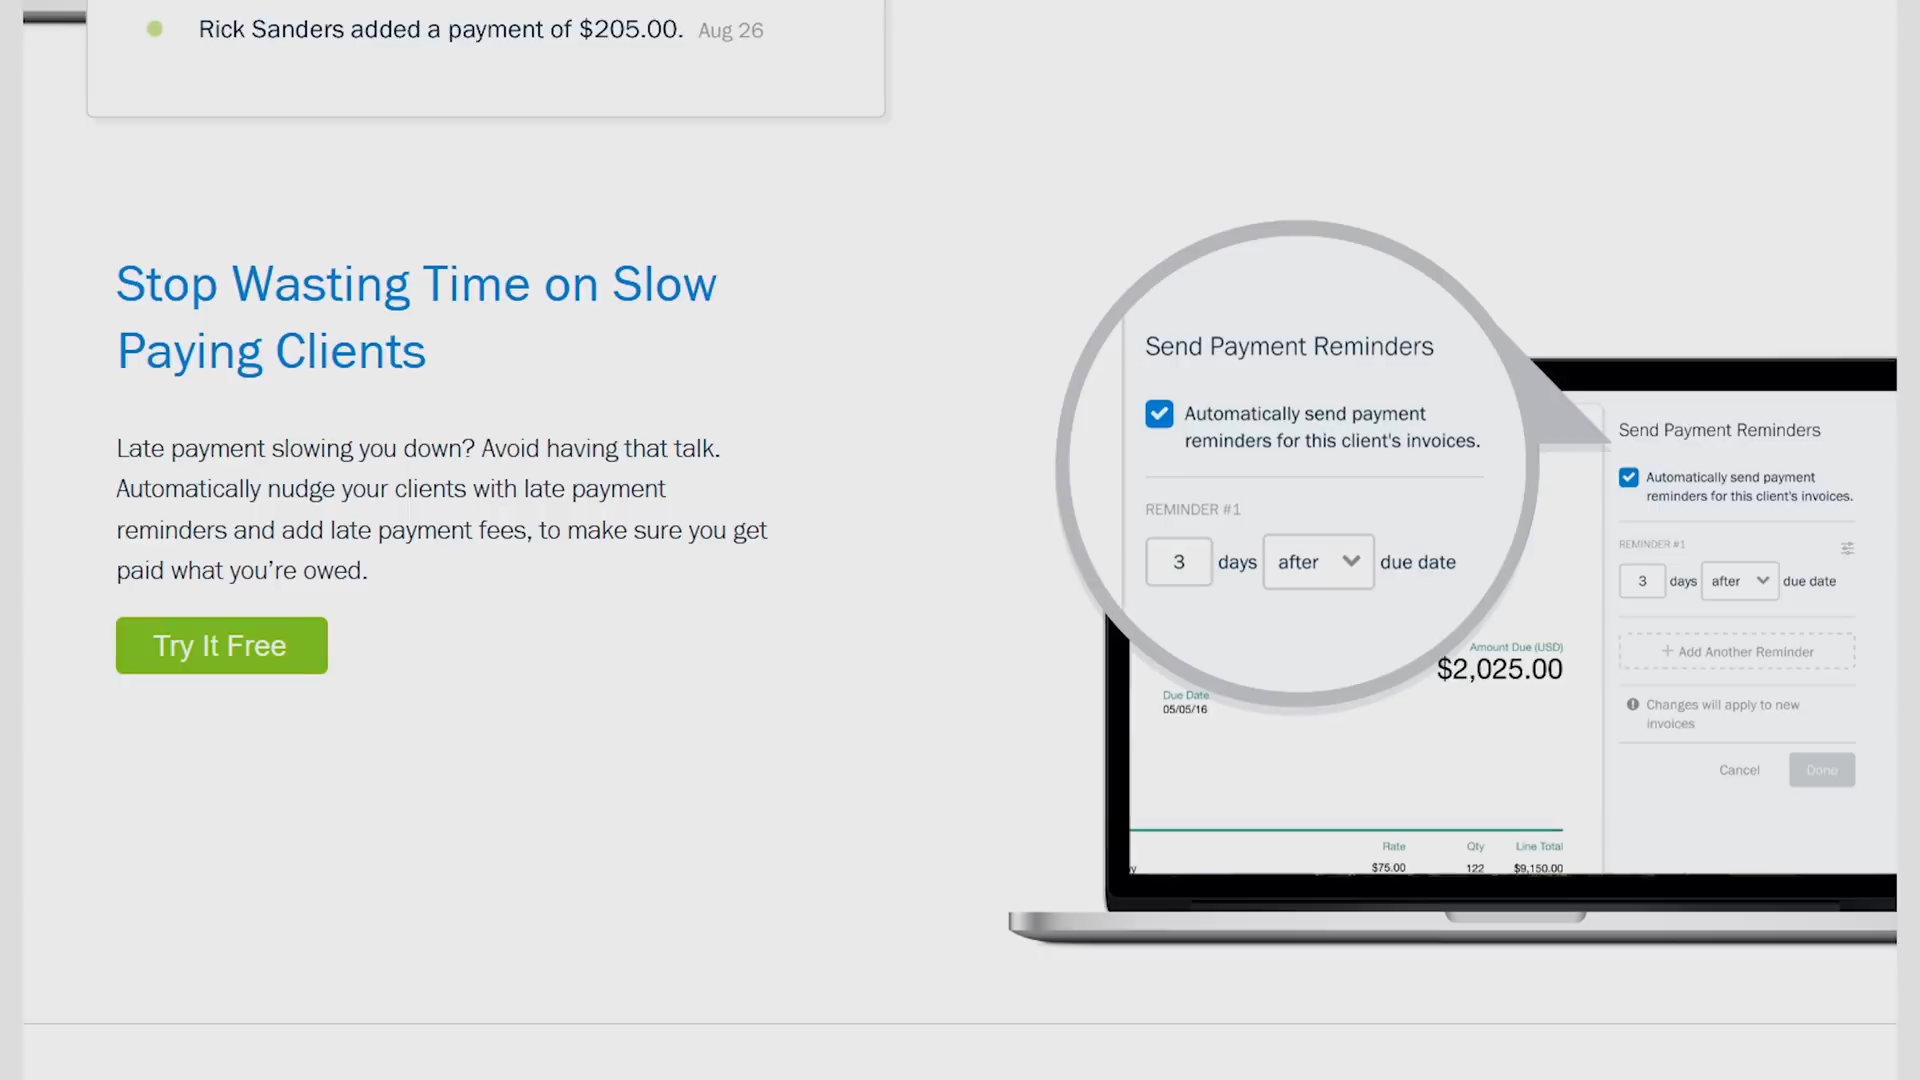 Rick Sanders added a payment of $205.00. Aug 26
Stop Wasting Time on Slow
Paying Clients
Late payment slowing you down? Avoid having that talk.
Automatically nudge your clients with late payment
reminders and add late payment fees, to make sure you get
paid what you’re owed.
Try It Free
Send Payment Reminders
Automatically send payment
reminders for this client's invoices.
REMINDER #1
3 days after due date
Amount Due (USD)
$2,025.00
Due Date
05/05/16
Rate Qty Line Total
$75.00 122 $9,150.00
Send Payment Reminders
Automatically send payment
reminders for this client's invoices.
REMINDER #1
3 days after due date
+ Add Another Reminder
Changes will apply to new
invoices
Cancel Done